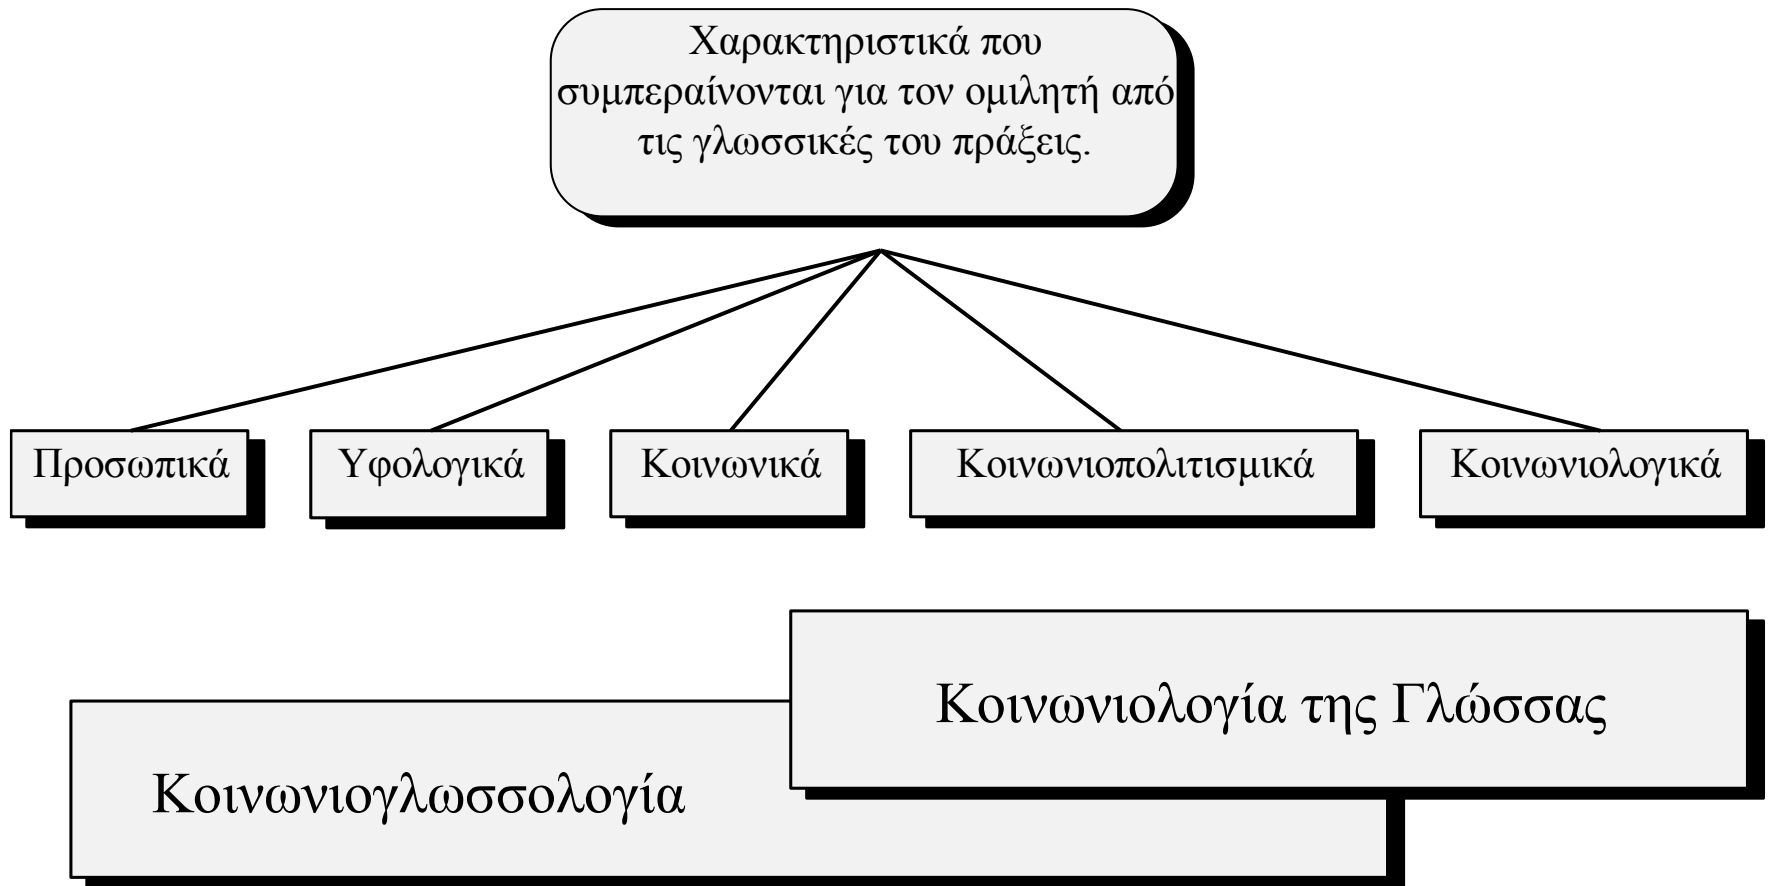 Χαρακτηριστικά που
συμπεραίνονται για τον ομιλητή από
τις γλωσσικές του πράξεις.
Προσωπικά
Υφολογικά
Κοινωνικά
Κοινωνιοπολιτισμικά
Κοινωνιολογικά
Κοινωνιολογία της Γλώσσας
Κοινωνιογλωσσολογία